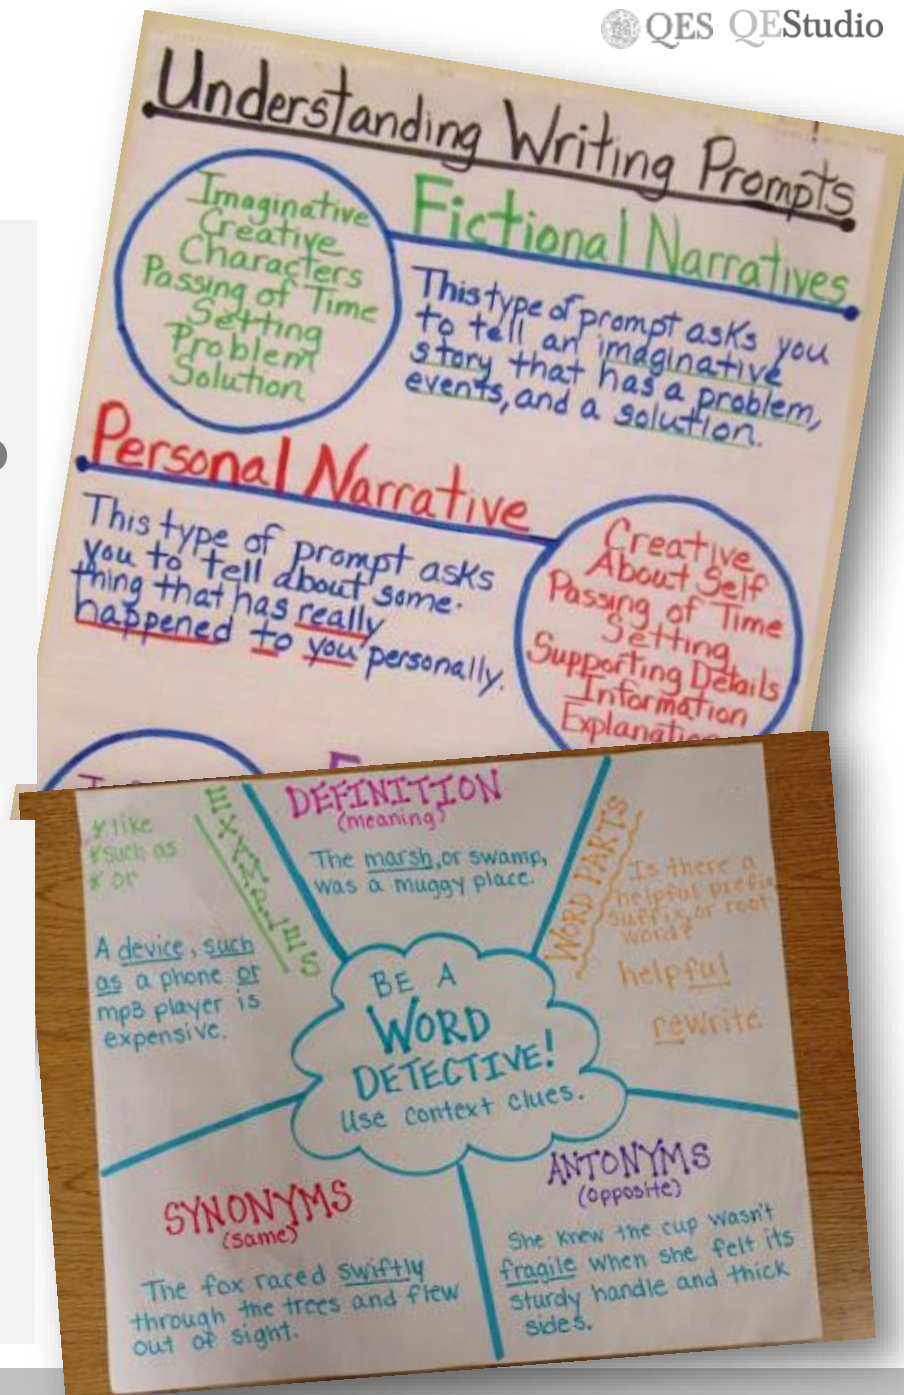 QES QEStudio
Understanding Writing Prompts
Imaginative
Creative
Characters
Passing of Time
Setting
Problem
Solution
Fictional Narratives
This type of prompt asks you
to tell an imaginative
story that has a problem,
events, and a solution.
Personal Narrative
This type of prompt asks
you to tell about some-
thing that has really
happened to you personally.
Creative
About Self
Passing of Time
Setting
Supporting Details
Information
EXAMPLES
* like
* such as
* or
A device, such
as a phone or
mp3 player is
expensive.
DEFINITION
(meaning)
The marsh, or swamp,
was a muggy place.
WORD PARTS
Is there a
helpful prefix
suffix, or root
word?
helpful
rewrite
BE A
WORD
DETECTIVE!
Use context clues.
SYNONYMS
(same)
The fox raced swiftly
through the trees and flew
out of sight.
ANTONYMS
(opposite)
She knew the cup wasn't
fragile when she felt its
sturdy handle and thick
sides.